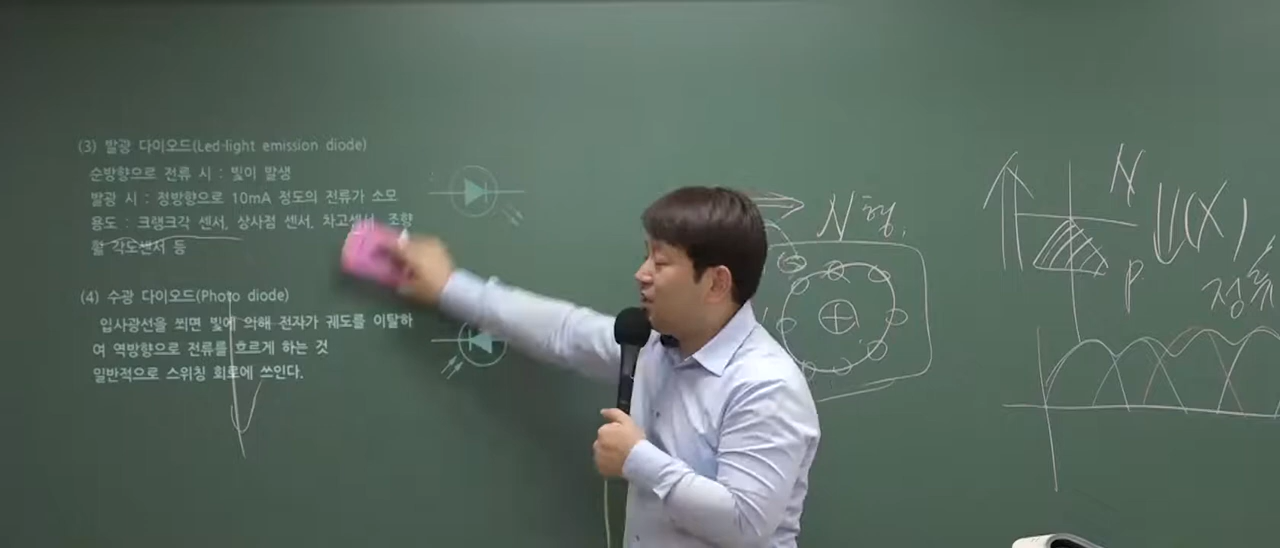 (3) 발광 다이오드(Led-light emission diode)
순방향으로 전류 시 : 빛이 발생
발광 시 : 정방향으로 10mA 정도의 전류가 소모
용도 : 크랭크각 센서, 상사점 센서, 차고센서, 조향
휠 각도센서 등
(4) 수광 다이오드(Photo diode)
입사광선을 쬐면 빛에 의해 전자가 궤도를 이탈하
여 역방향으로 전류를 흐르게 하는 것
일반적으로 스위칭 회로에 쓰인다.
N형.
N
(X)
P
정류